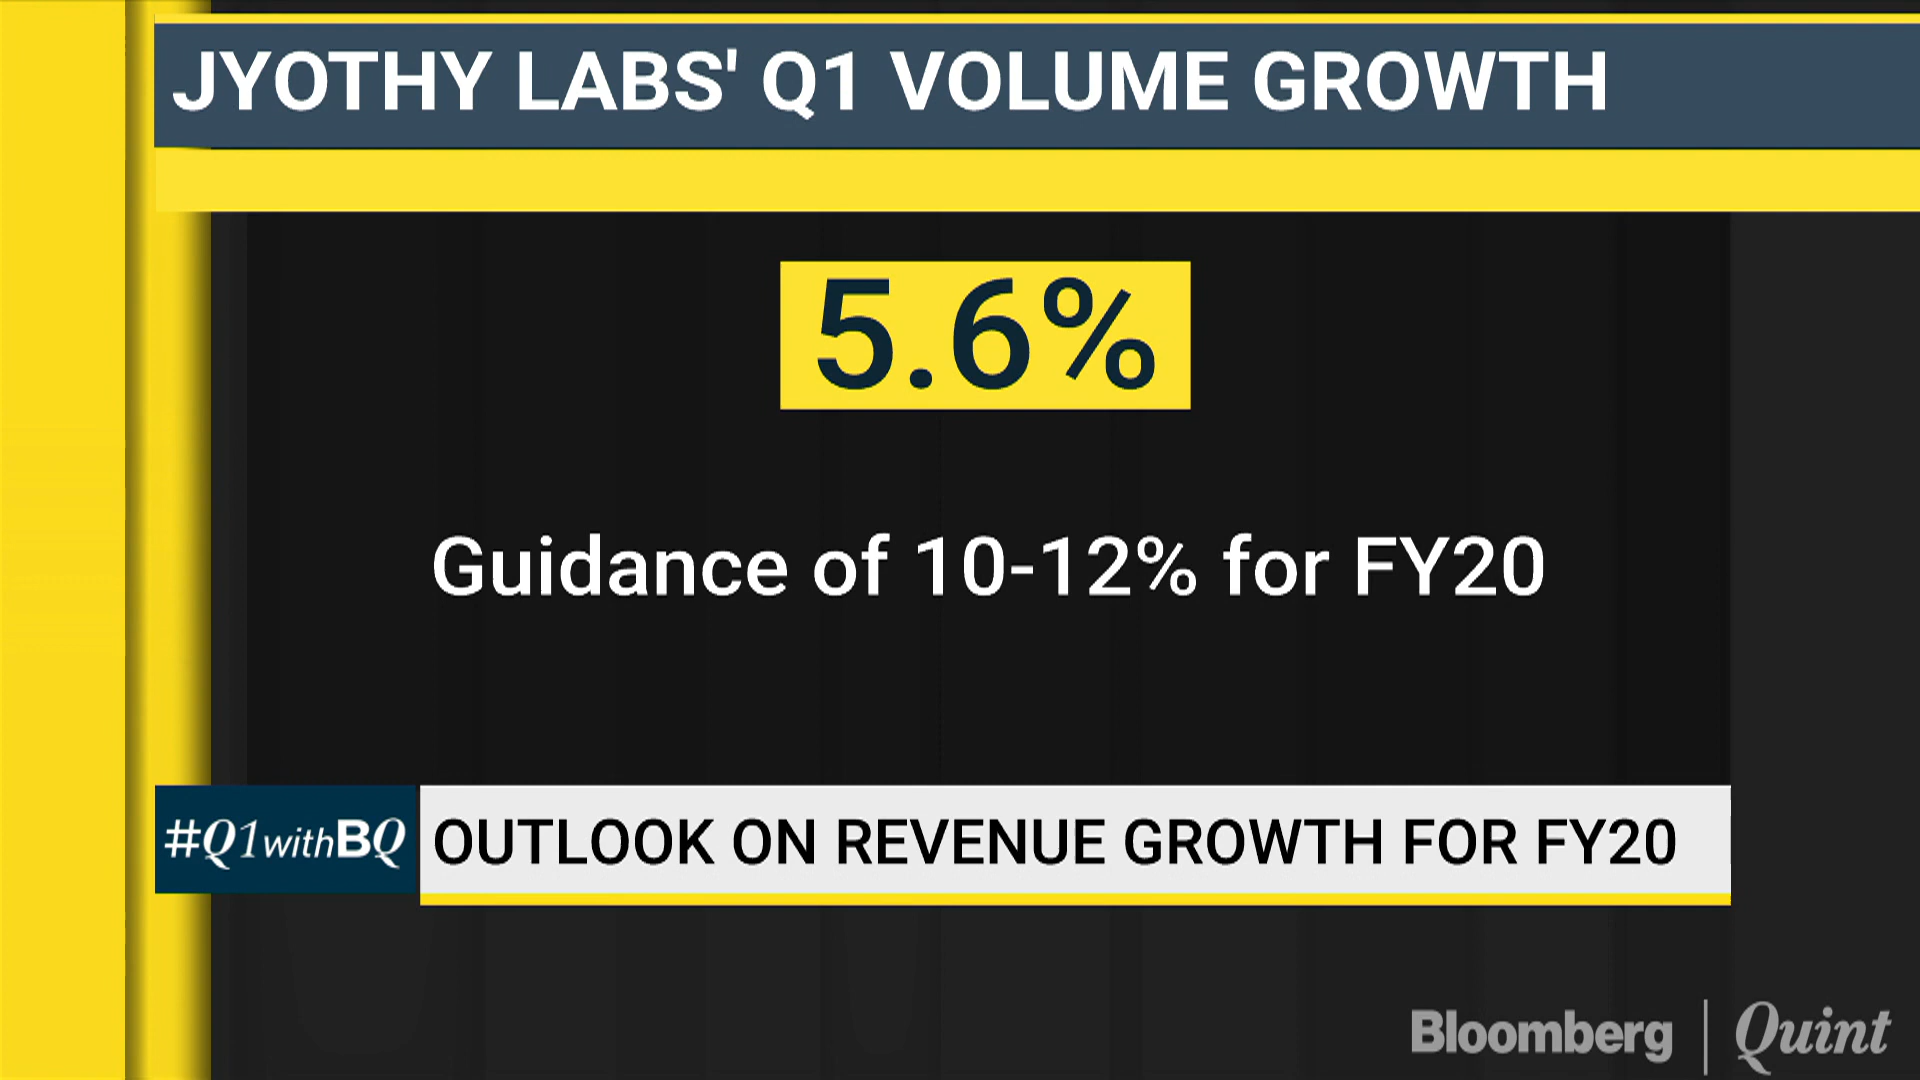 JYOTHY LABS' Q1 VOLUME GROWTH
5.6%
Guidance of 10-12% for FY20
#Q1withBQ
OUTLOOK ON REVENUE GROWTH FOR FY20
Bloomberg | Quint